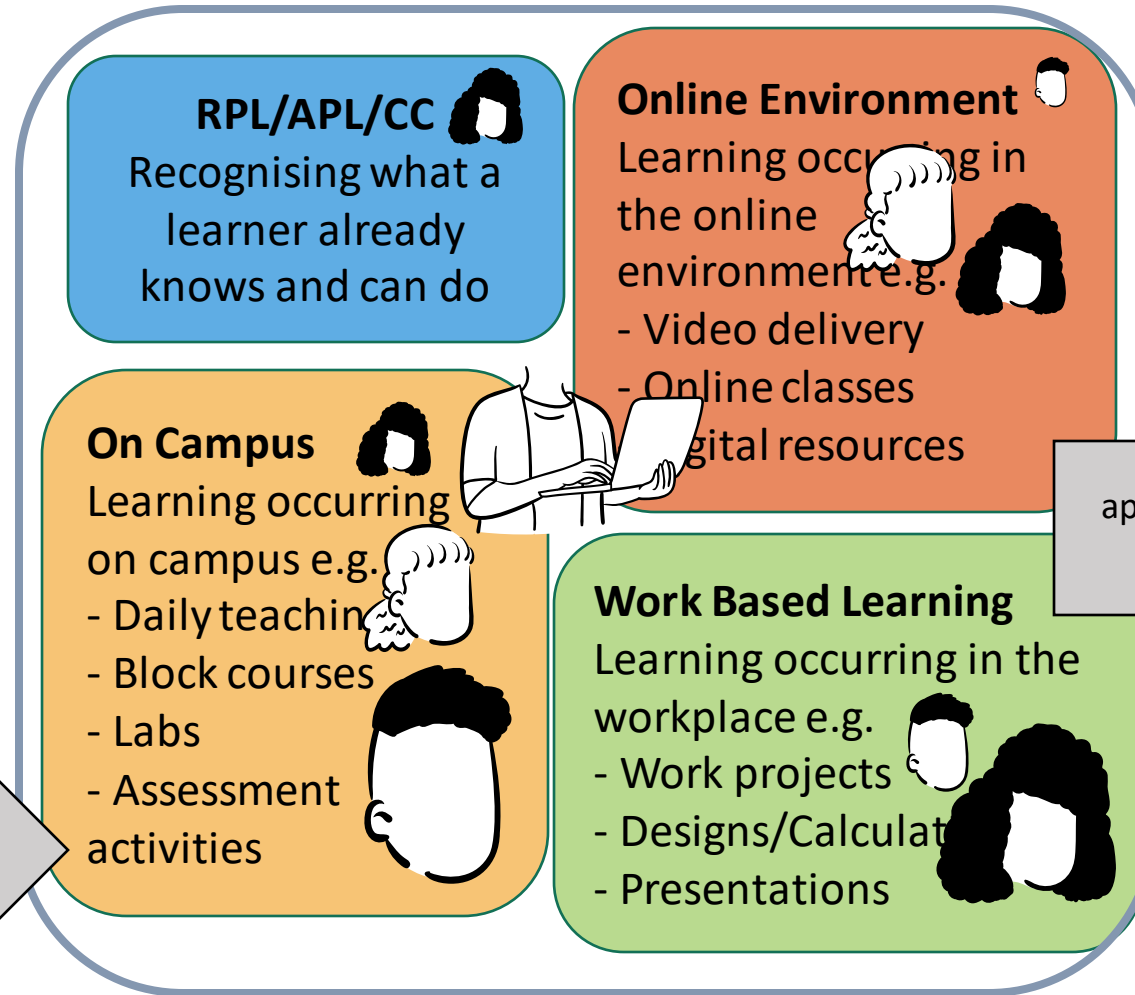 RPL/APL/CC
Recognising what a
learner already
knows and can do
Online Environment
Learning occurring in
the online
environment e.g.
- Video delivery
- Online classes
resources
On Campus
Learning occurring
on campus e.g.
- Daily teachin
- Block courses
- Labs
- Assessment
activities
Work Based Learning
Learning occurring in the
workplace e.g.
- Work projects
- Designs/Calculat
- Presentations
ap